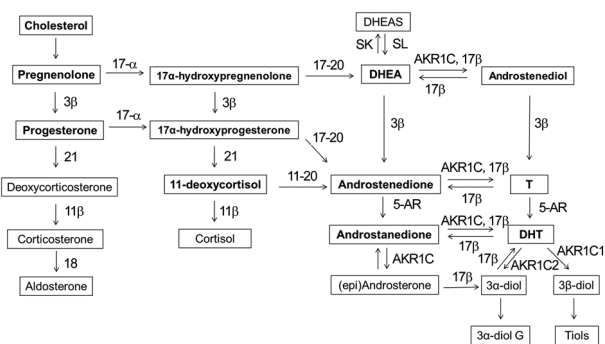 DHEAS
Cholesterol
SK
SL
17-α
17-20
AKR1C, 17β
Pregnenolone
17α-hydroxypregnenolone
DHEA
Androstenediol
17β
3β
3β
3β
3β
17-α
17-20
Progesterone
17α-hydroxyprogesterone
21
21
11-20
AKR1C, 17β
Deoxycorticosterone
11-deoxycortisol
Androstenedione
T
17β
11β
11β
5-AR
5-AR
AKR1C, 17β
Corticosterone
Cortisol
Androstanedione
DHT
17β
AKR1C1
18
AKR1C
17β
AKR1C2
17β
Aldosterone
(epi)Androsterone
3α-diol
3β-diol
3α-diol G
Tiols